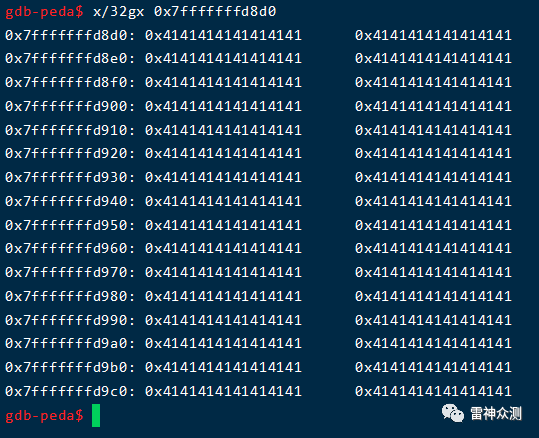 gdb-peda$ x/32gx 0x7fffffffd8d0
0x7fffffffd8d0: 0x4141414141414141 0x4141414141414141
0x7fffffffd8e0: 0x4141414141414141 0x4141414141414141
0x7fffffffd8f0: 0x4141414141414141 0x4141414141414141
0x7fffffffd900: 0x4141414141414141 0x4141414141414141
0x7fffffffd910: 0x4141414141414141 0x4141414141414141
0x7fffffffd920: 0x4141414141414141 0x4141414141414141
0x7fffffffd930: 0x4141414141414141 0x4141414141414141
0x7fffffffd940: 0x4141414141414141 0x4141414141414141
0x7fffffffd950: 0x4141414141414141 0x4141414141414141
0x7fffffffd960: 0x4141414141414141 0x4141414141414141
0x7fffffffd970: 0x4141414141414141 0x4141414141414141
0x7fffffffd980: 0x4141414141414141 0x4141414141414141
0x7fffffffd990: 0x4141414141414141 0x4141414141414141
0x7fffffffd9a0: 0x4141414141414141 0x4141414141414141
0x7fffffffd9b0: 0x4141414141414141 0x4141414141414141
0x7fffffffd9c0: 0x4141414141414141 0x4141414141414141
gdb-peda$
雷神众测